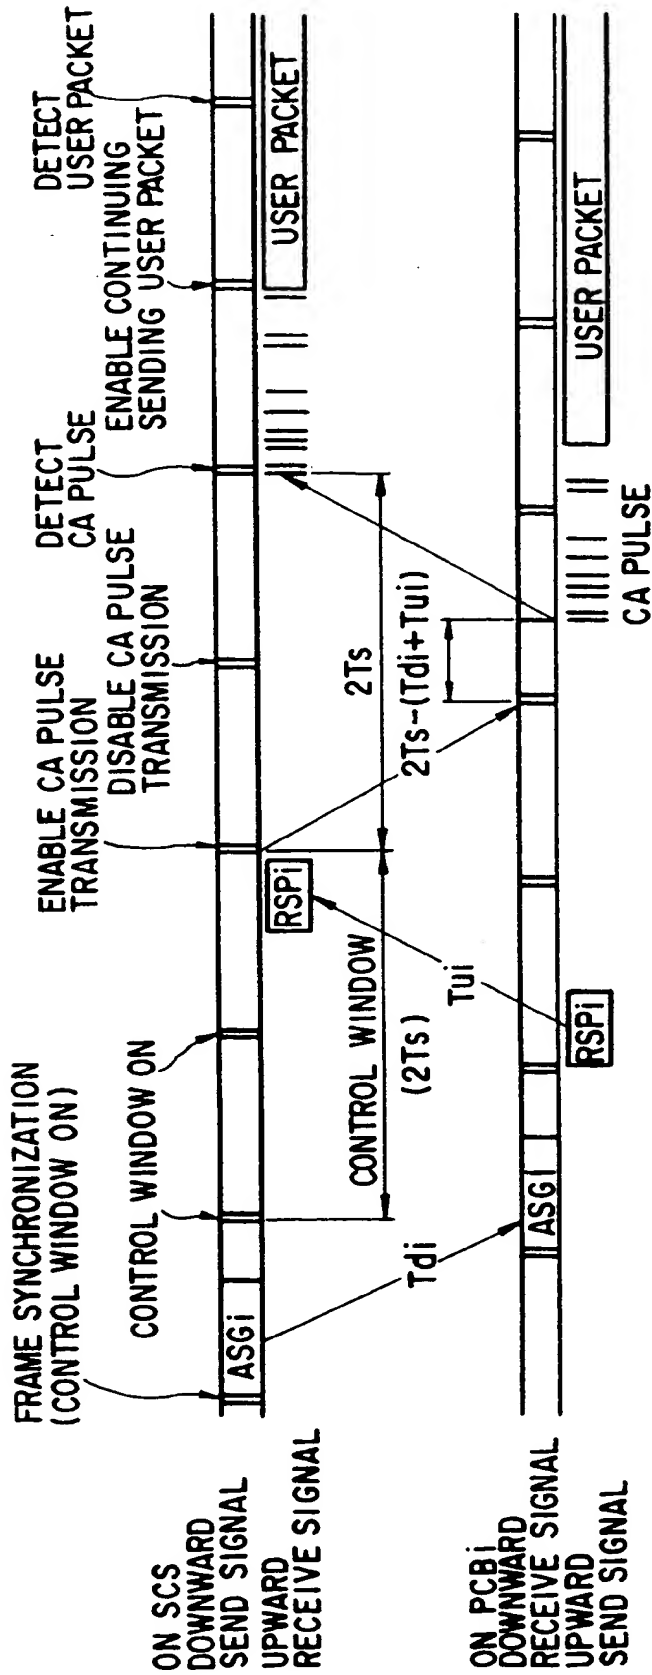 FRAME SYNCHRONIZATION
(CONTROL WINDOW ON)
CONTROL WINDOW ON
ENABLE CA PULSE
TRANSMISSION
DISABLE CA PULSE
TRANSMISSION
DETECT
CA PULSE
ENABLE CONTINUING
SENDING USER PACKET
DETECT
USER PACKET
ON SCS
DOWNWARD
SEND SIGNAL
UPWARD
RECEIVE SIGNAL
ASGi
RSPi
USER PACKET
CONTROL WINDOW
(2Ts)
2Ts
Tdi
Tui
2Ts-(Tdi+Tui)
ON PCBi
DOWNWARD
RECEIVE SIGNAL
UPWARD
SEND SIGNAL
ASGi
RSPi
CA PULSE
USER PACKET